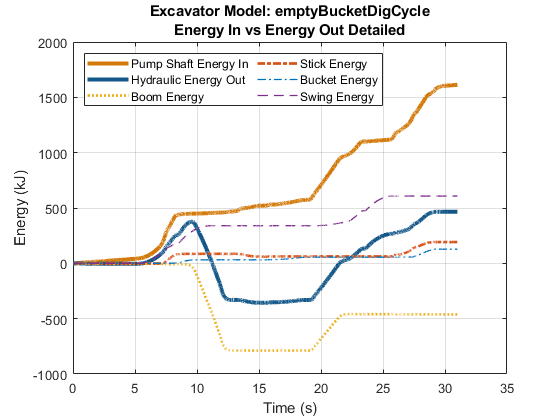 Excavator Model: emptyBucketDigCycle
Energy In vs Energy Out Detailed
Pump Shaft Energy In
Hydraulic Energy Out
Boom Energy
Stick Energy
Bucket Energy
Swing Energy
Energy (kJ)
2000
1500
1000
500
0
-500
-1000
0 5 10 15 20 25 30 35
Time (s)